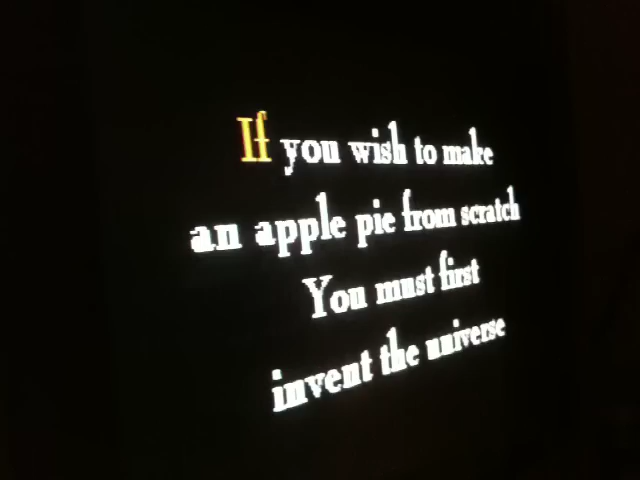 If you wish to make
an apple pie from scratch
You must first
invent the universe